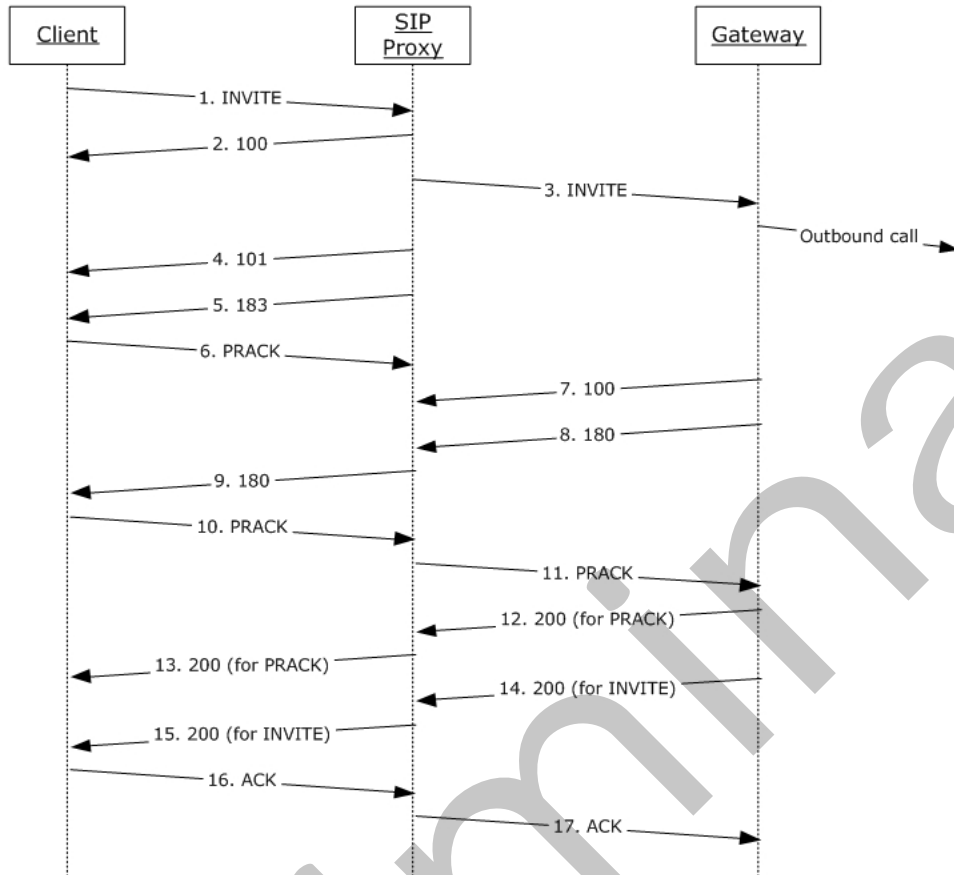 Client
SIP
Proxy
Gateway
1. INVITE
2. 100
3. INVITE
Outbound call
4. 101
5. 183
6. PRACK
7. 100
8. 180
9. 180
10. PRACK
11. PRACK
12. 200 (for PRACK)
13. 200 (for PRACK)
14. 200 (for INVITE)
15. 200 (for INVITE)
16. ACK
17. ACK